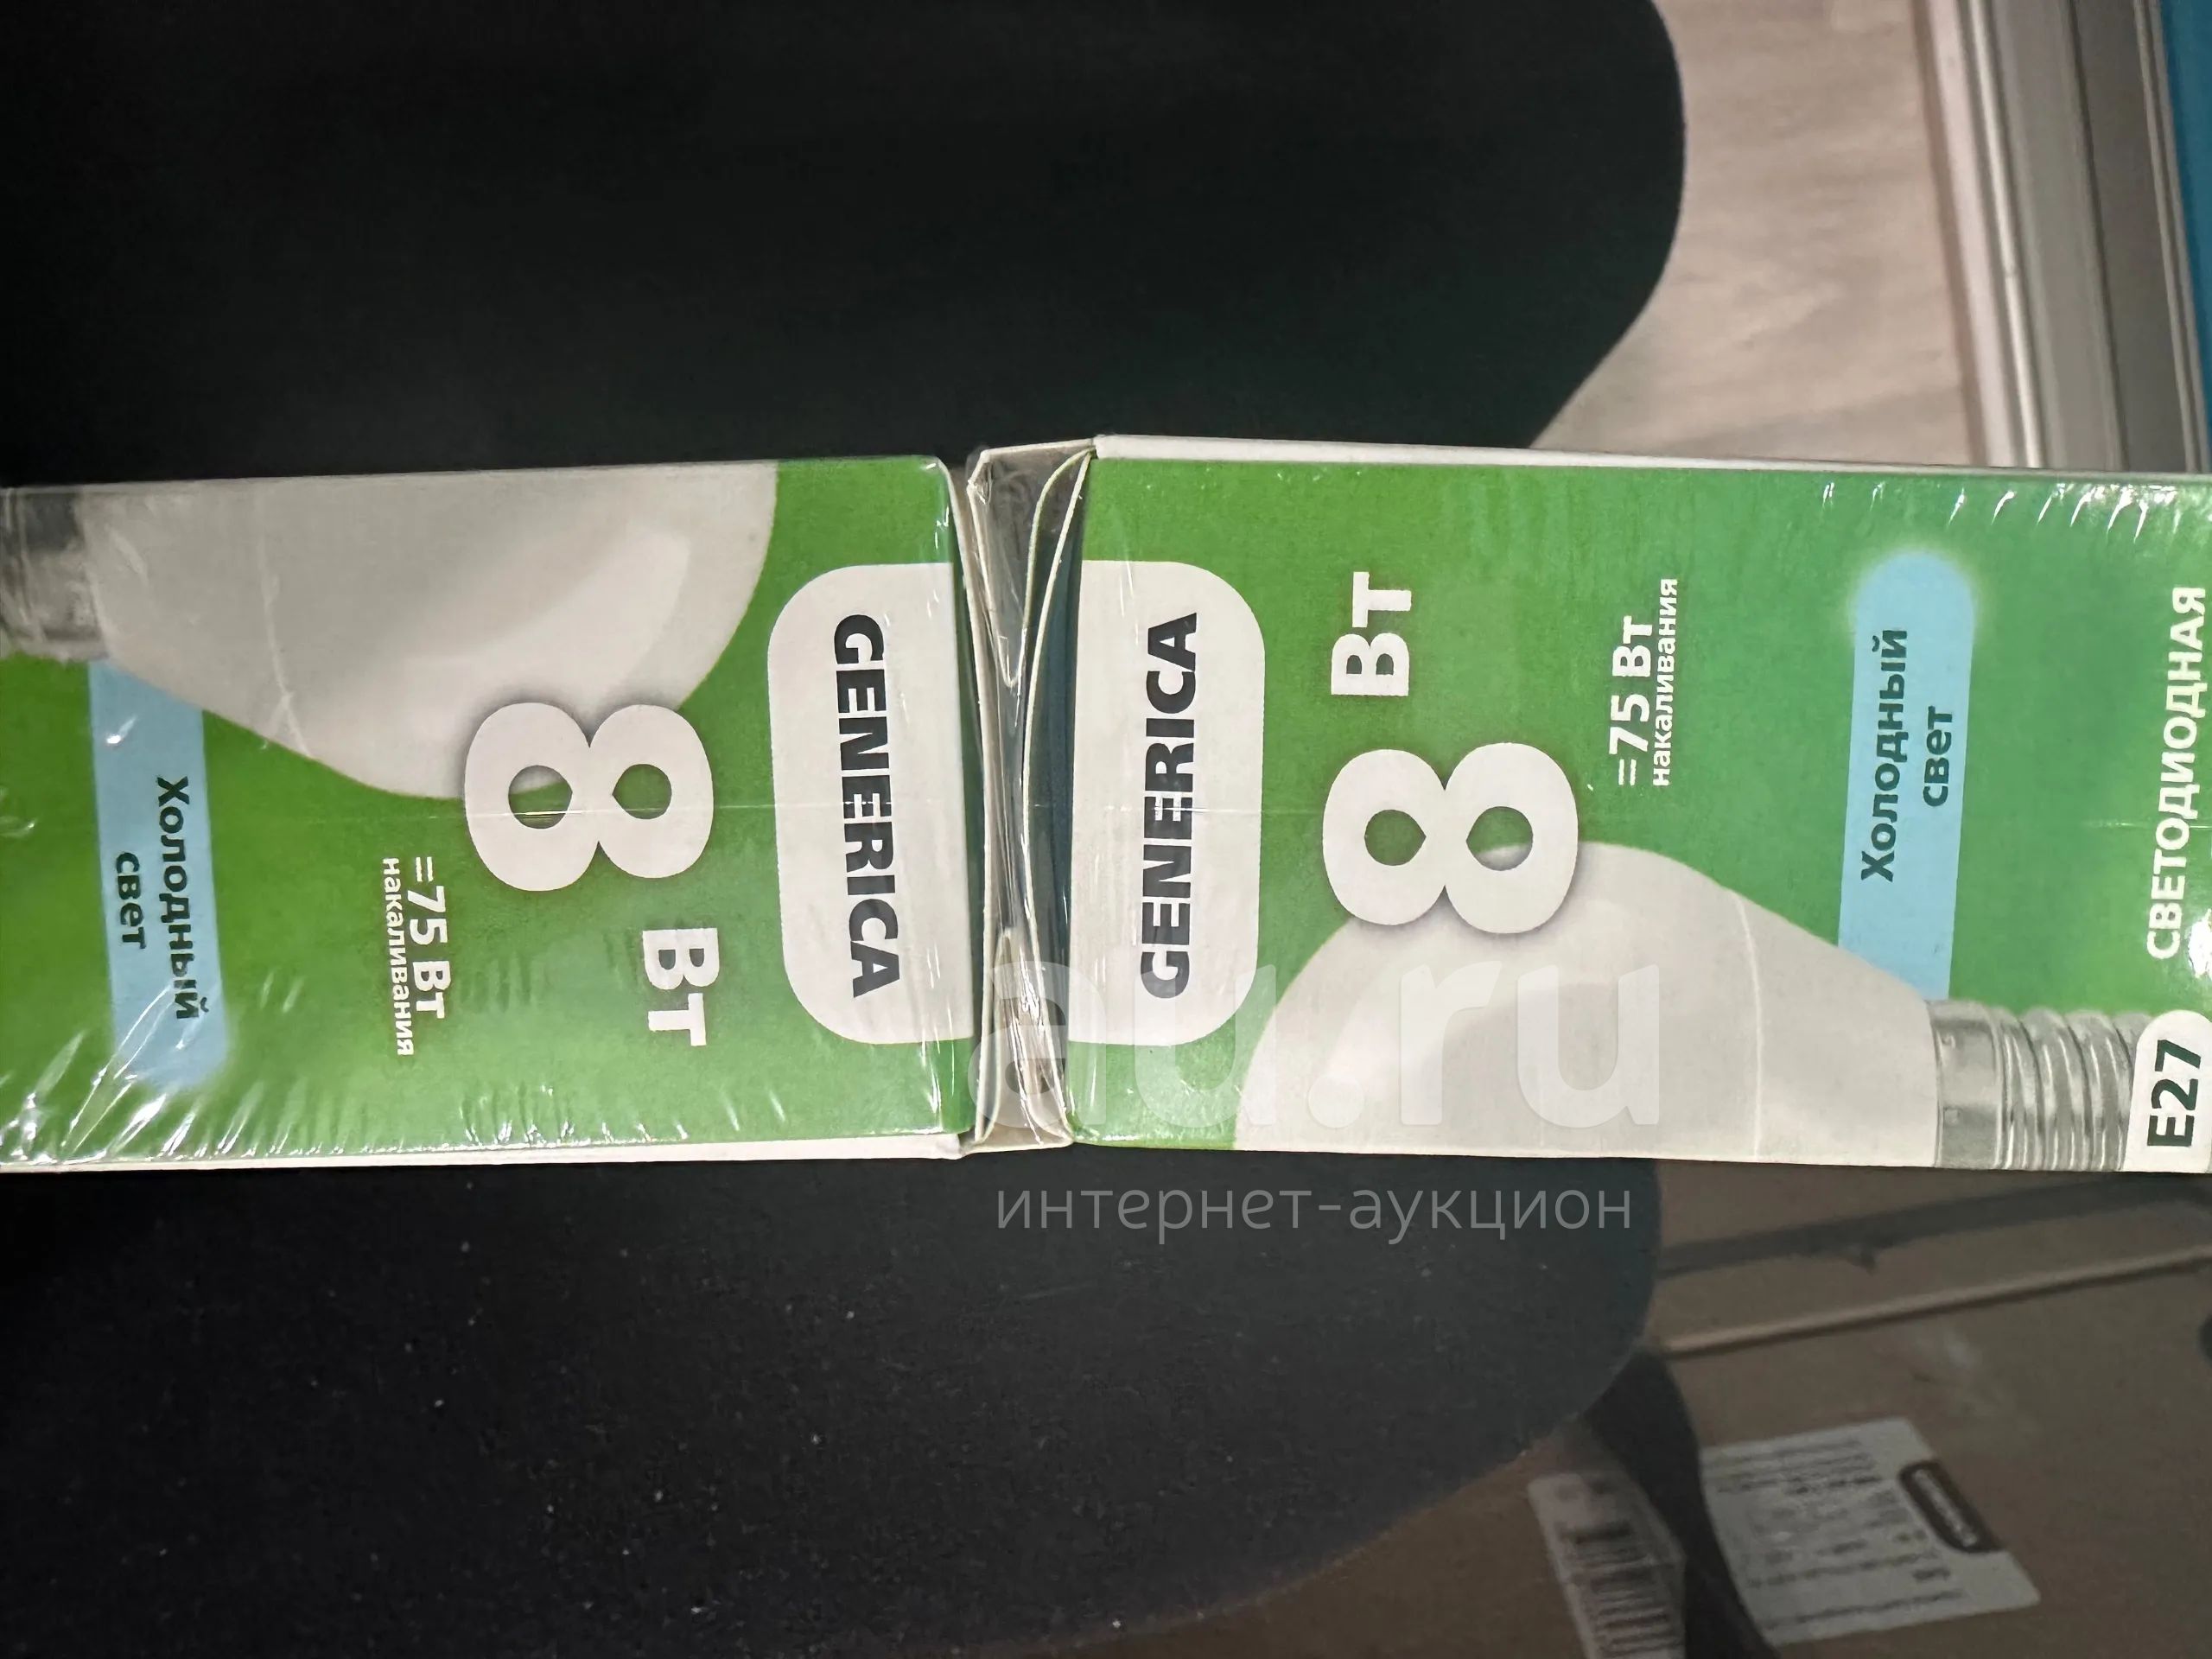 GENERICA
8 Вт
=75 Вт
накаливания
Холодный
свет
GENERICA
8 Вт
=75 Вт
накаливания
Холодный
свет
E27
СВЕТОДИОДНАЯ
au.ru
интернет-аукцион